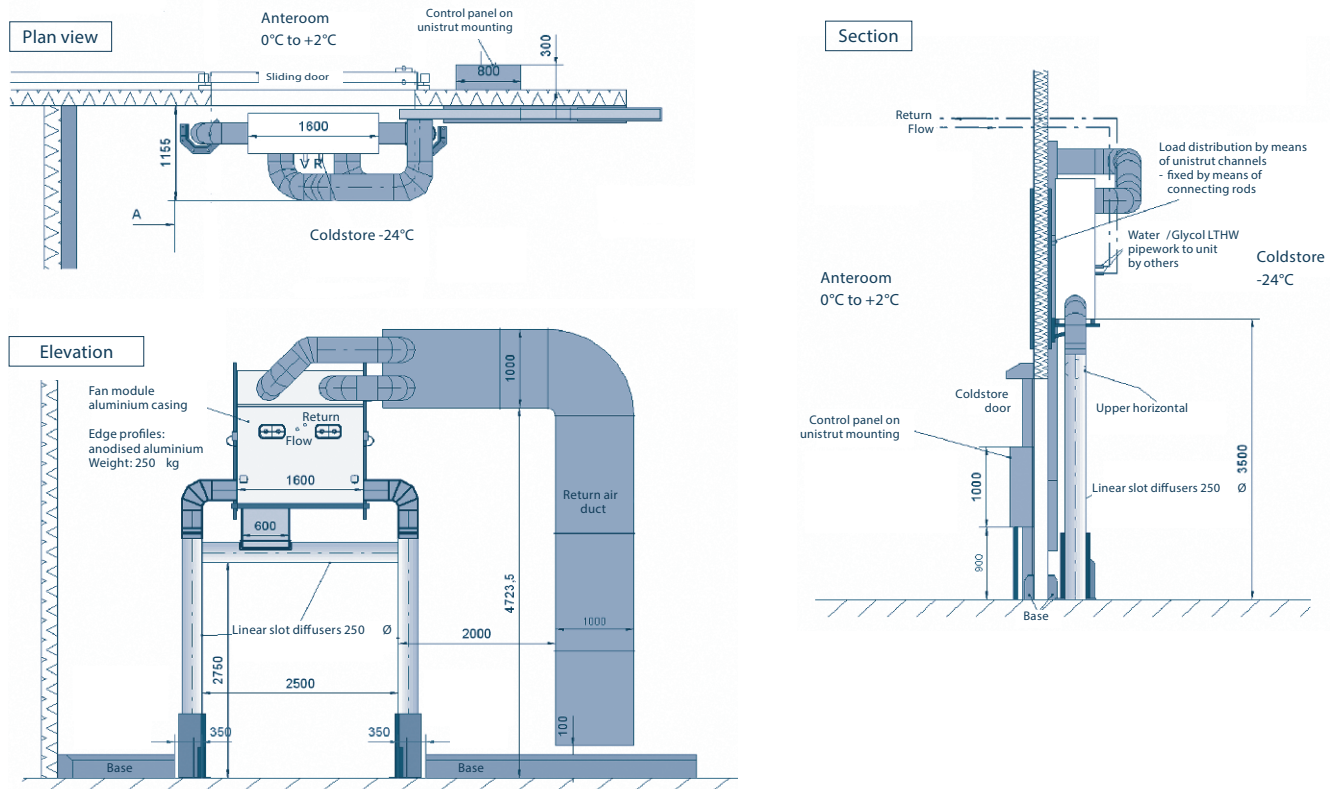 Plan view
Anteroom
0°C to +2°C
Control panel on
unistrut mounting
300
800
Sliding door
1600
1155
V R
A
Coldstore -24°C
Elevation
Fan module
aluminium casing
Edge profiles:
anodised aluminium
Weight: 250 kg
Return
Flow
1600
600
1000
Return air
duct
4723,5
Linear slot diffusers 250 Ø
2000
1000
2750
2500
350
350
100
Base
Base
Section
Return
Flow
Load distribution by means
of unistrut channels
- fixed by means of
connecting rods
Water /Glycol LTHW
pipework to unit
by others
Coldstore
-24°C
Anteroom
0°C to +2°C
Coldstore
door
Upper horizontal
Control panel on
unistrut mounting
1000
Linear slot diffusers 250 Ø
3500
900
Base